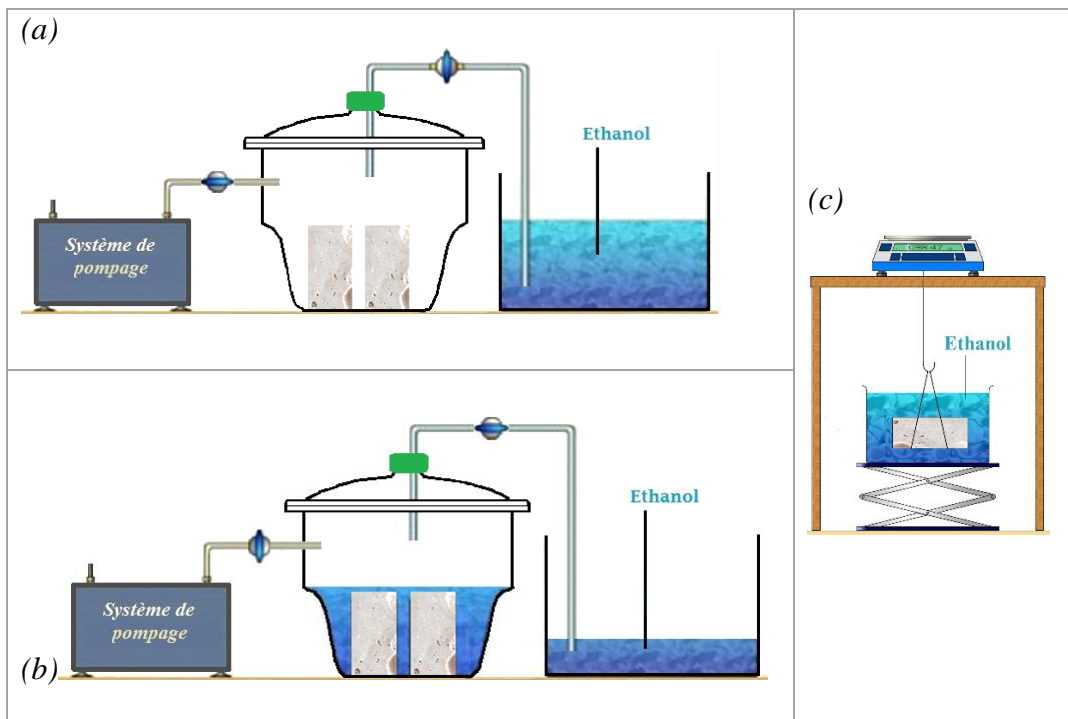 (a)
Ethanol
Système de
pompage
(b)
Ethanol
Système de
pompage
(c)
Ethanol